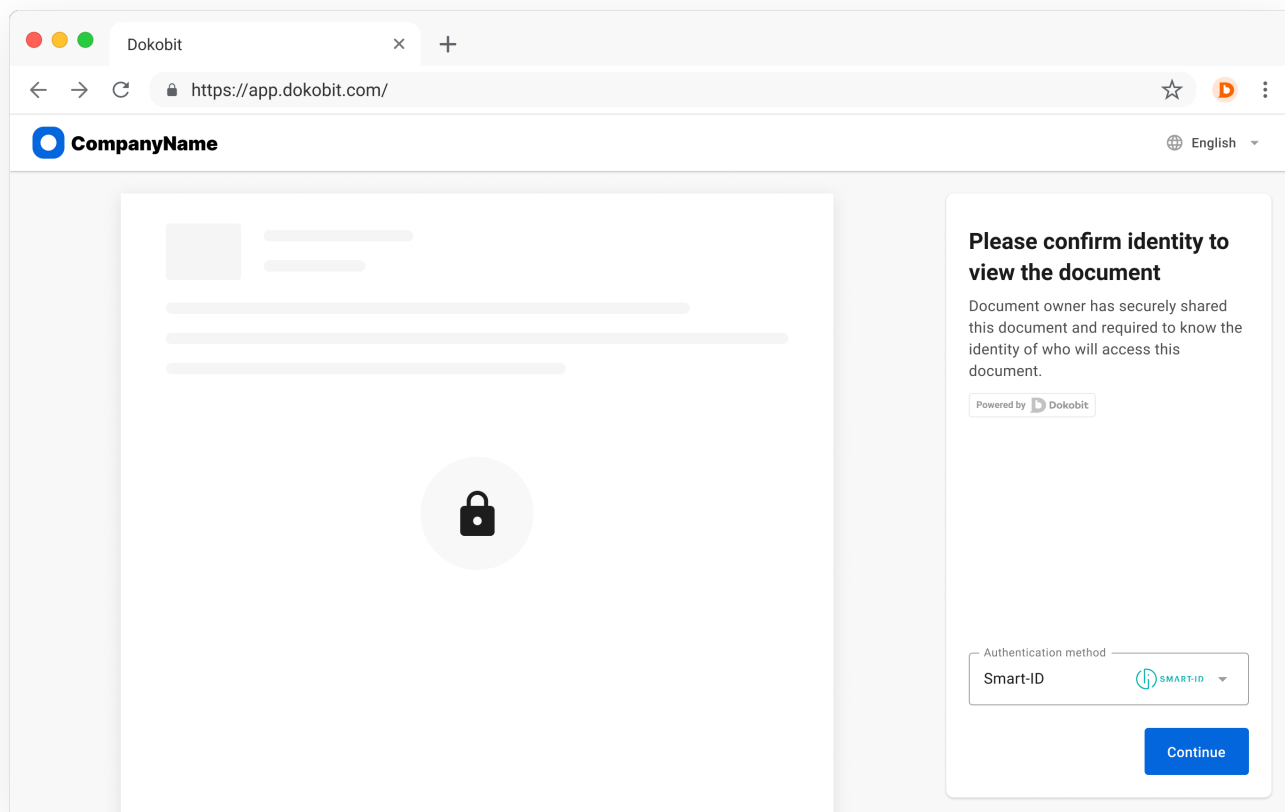 Dokobit
https://app.dokobit.com/
CompanyName
English
Please confirm identity to
view the document
Document owner has securely shared
this document and required to know the
identity of who will access this
document.
Powered by Dokobit
Authentication method
Smart-ID SMART-ID
Continue